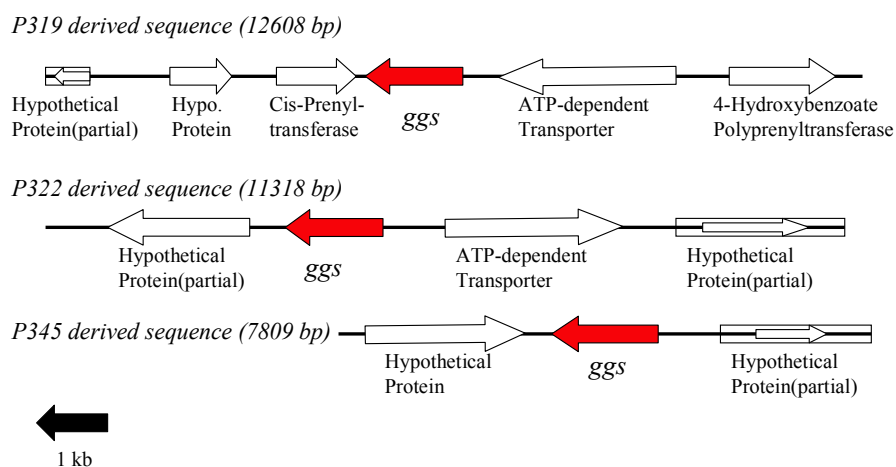 P319 derived sequence (12608 bp)
Hypothetical
Protein(partial)
Hypo.
Protein
Cis-Prenyl-
transferase
ggs
ATP-dependent
Transporter
4-Hydroxybenzoate
Polyprenyltransferase
P322 derived sequence (11318 bp)
Hypothetical
Protein(partial)
ggs
ATP-dependent
Transporter
Hypothetical
Protein(partial)
P345 derived sequence (7809 bp)
Hypothetical
Protein
ggs
Hypothetical
Protein(partial)
1 kb